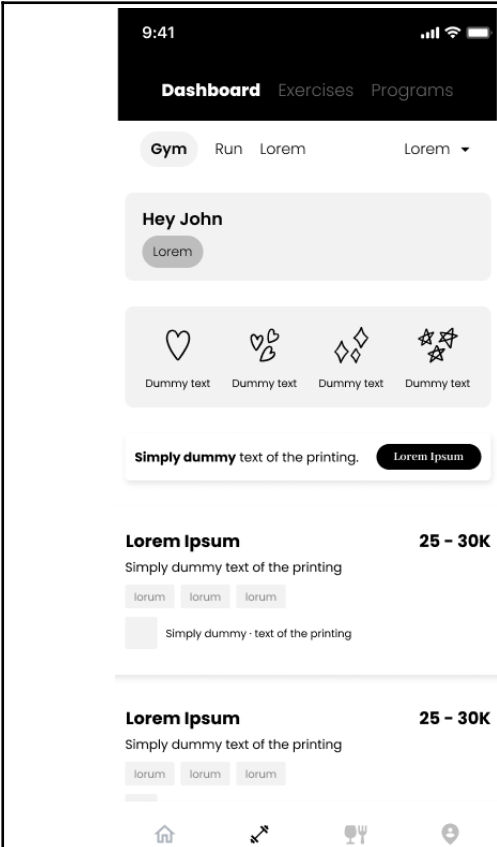 9:41
Dashboard Exercises Programs
Gym Run Lorem Lorem
Hey John
Lorem
Dummy text Dummy text Dummy text Dummy text
Simply dummy text of the printing. Lorem Ipsum
Lorem Ipsum 25 - 30K
Simply dummy text of the printing
lorum lorum lorum
Simply dummy · text of the printing
Lorem Ipsum 25 - 30K
Simply dummy text of the printing
lorum lorum lorum